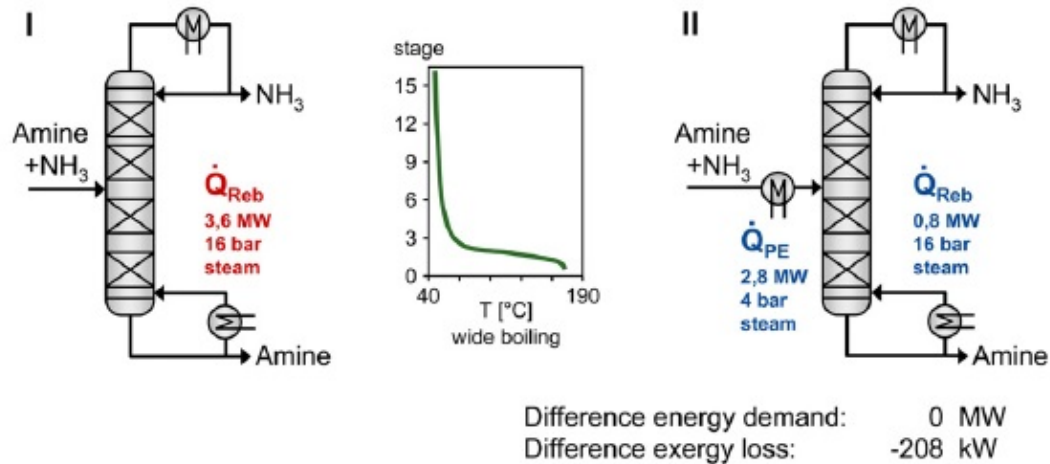 I
NH₃
Amine
+NH₃
Q̇Reb
3,6 MW
16 bar
steam
Amine
stage
15
12
9
6
3
0
40
190
T [°C]
wide boiling
II
NH₃
Amine
+NH₃
Q̇PE
2,8 MW
4 bar
steam
Q̇Reb
0,8 MW
16 bar
steam
Amine
Difference energy demand: 0 MW
Difference exergy loss: -208 kW